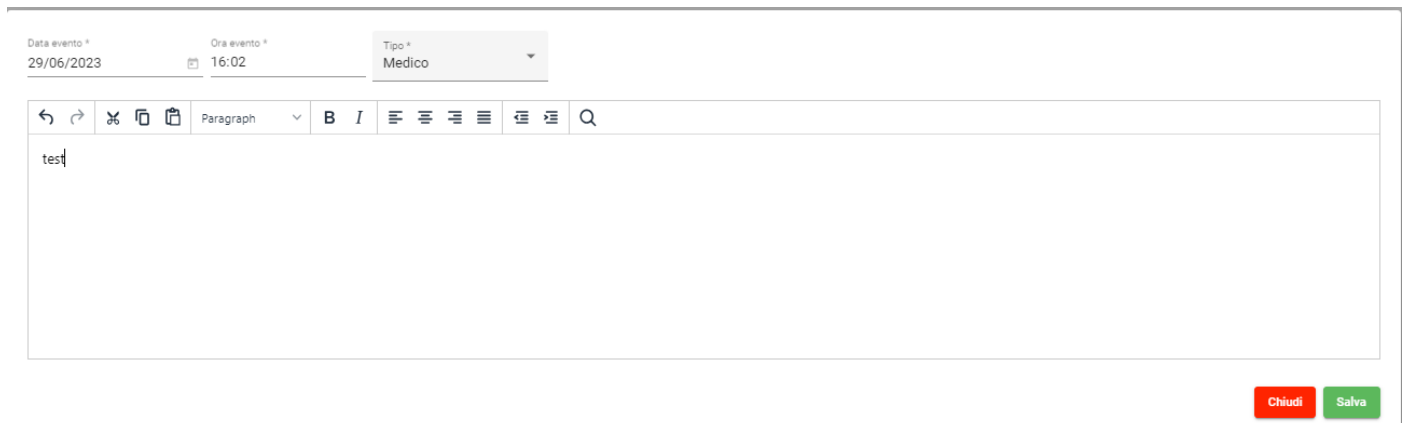 Data evento * Ora evento * Tipo *
29/06/2023 16:02 Medico
Paragraph B I
test
Chiudi Salva